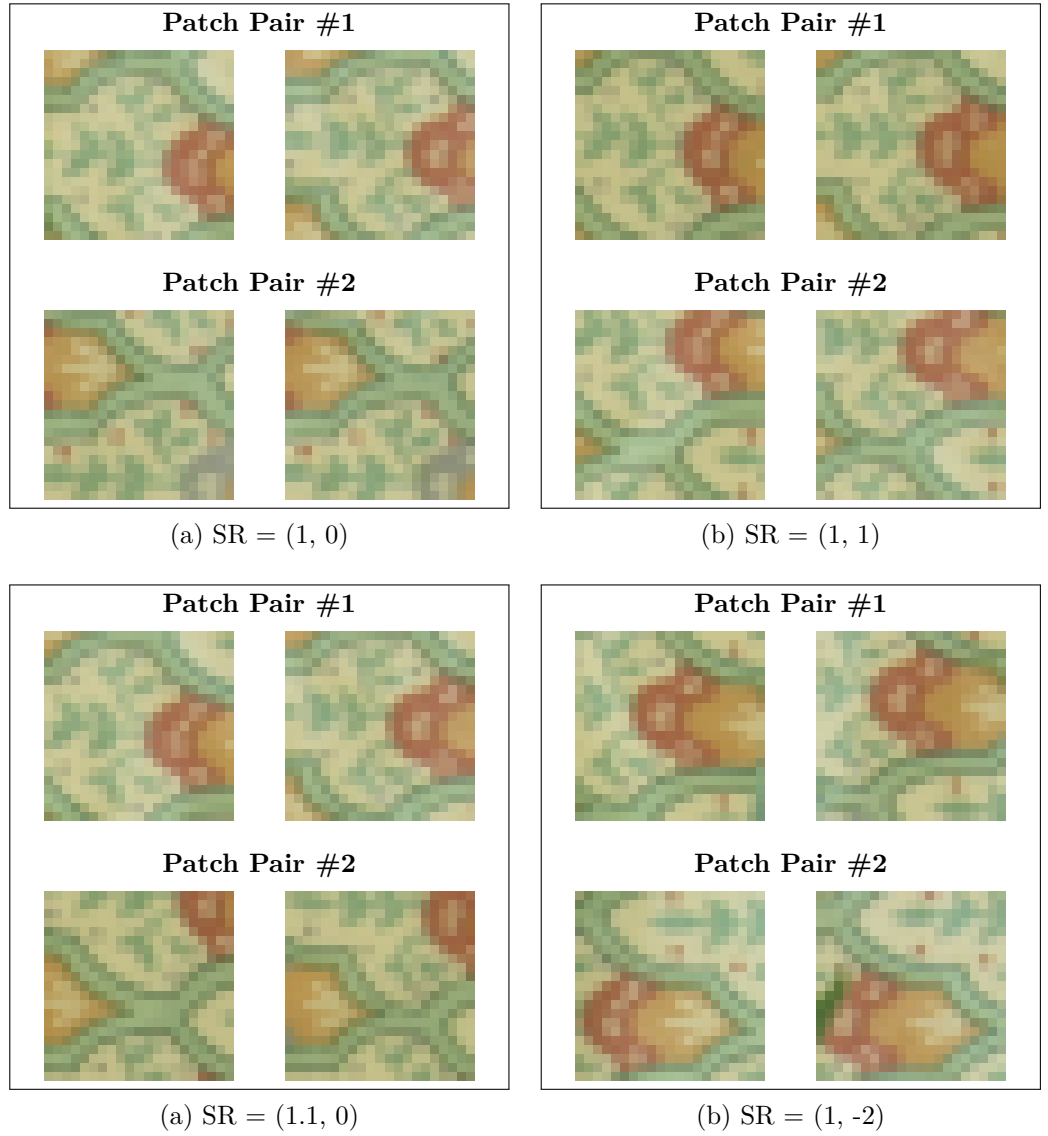 Patch Pair #1
Patch Pair #2
(a) SR = (1, 0)
Patch Pair #1
Patch Pair #2
(b) SR = (1, 1)
Patch Pair #1
Patch Pair #2
(a) SR = (1.1, 0)
Patch Pair #1
Patch Pair #2
(b) SR = (1, -2)